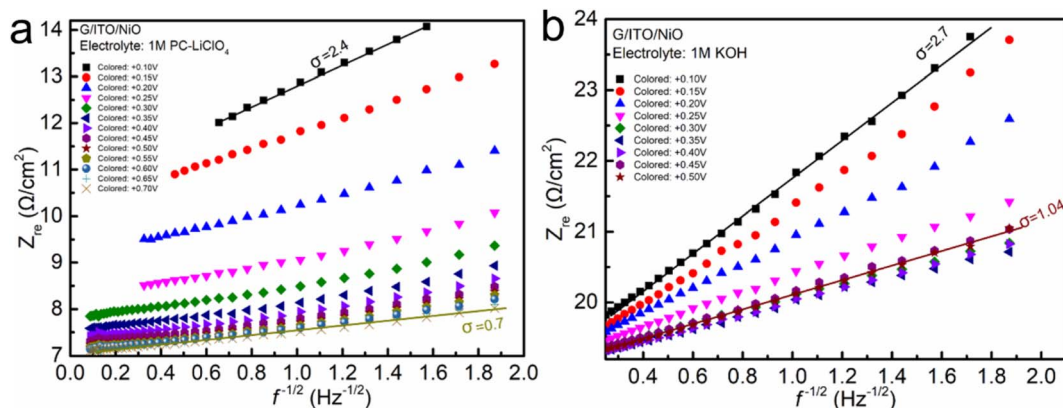 a
G/ITO/NiO
Electrolyte: 1M PC-LiClO₄
Colored: +0.10V
Colored: +0.15V
Colored: +0.20V
Colored: +0.25V
Colored: +0.30V
Colored: +0.35V
Colored: +0.40V
Colored: +0.45V
Colored: +0.50V
Colored: +0.55V
Colored: +0.60V
Colored: +0.65V
Colored: +0.70V
σ=2.4
σ=0.7
14
13
12
11
10
9
8
7
Zre (Ω/cm²)
0.0 0.2 0.4 0.6 0.8 1.0 1.2 1.4 1.6 1.8 2.0
f⁻¹/² (Hz⁻¹/²)
b
G/ITO/NiO
Electrolyte: 1M KOH
Colored: +0.10V
Colored: +0.15V
Colored: +0.20V
Colored: +0.25V
Colored: +0.30V
Colored: +0.35V
Colored: +0.40V
Colored: +0.45V
Colored: +0.50V
σ=2.7
σ=1.04
24
23
22
21
20
Zre (Ω/cm²)
0.4 0.6 0.8 1.0 1.2 1.4 1.6 1.8 2.0
f⁻¹/² (Hz⁻¹/²)